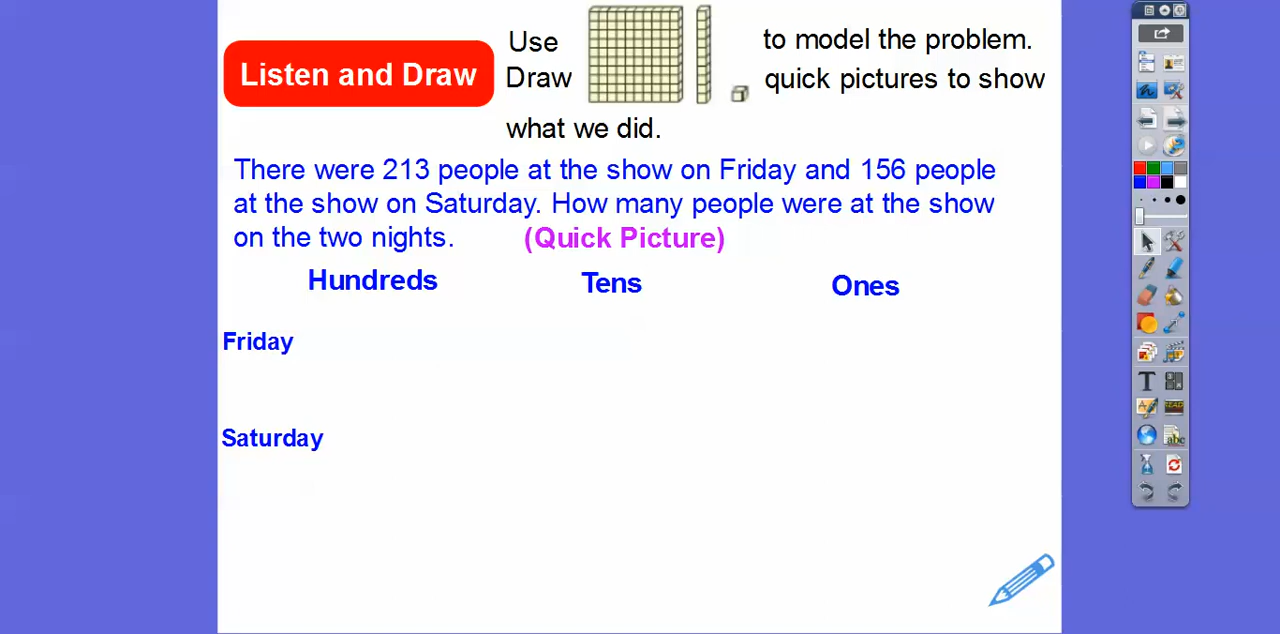 Listen and Draw
Use to model the problem.
Draw quick pictures to show
what we did.
There were 213 people at the show on Friday and 156 people
at the show on Saturday. How many people were at the show
on the two nights. (Quick Picture)
Hundreds Tens Ones
Friday
Saturday